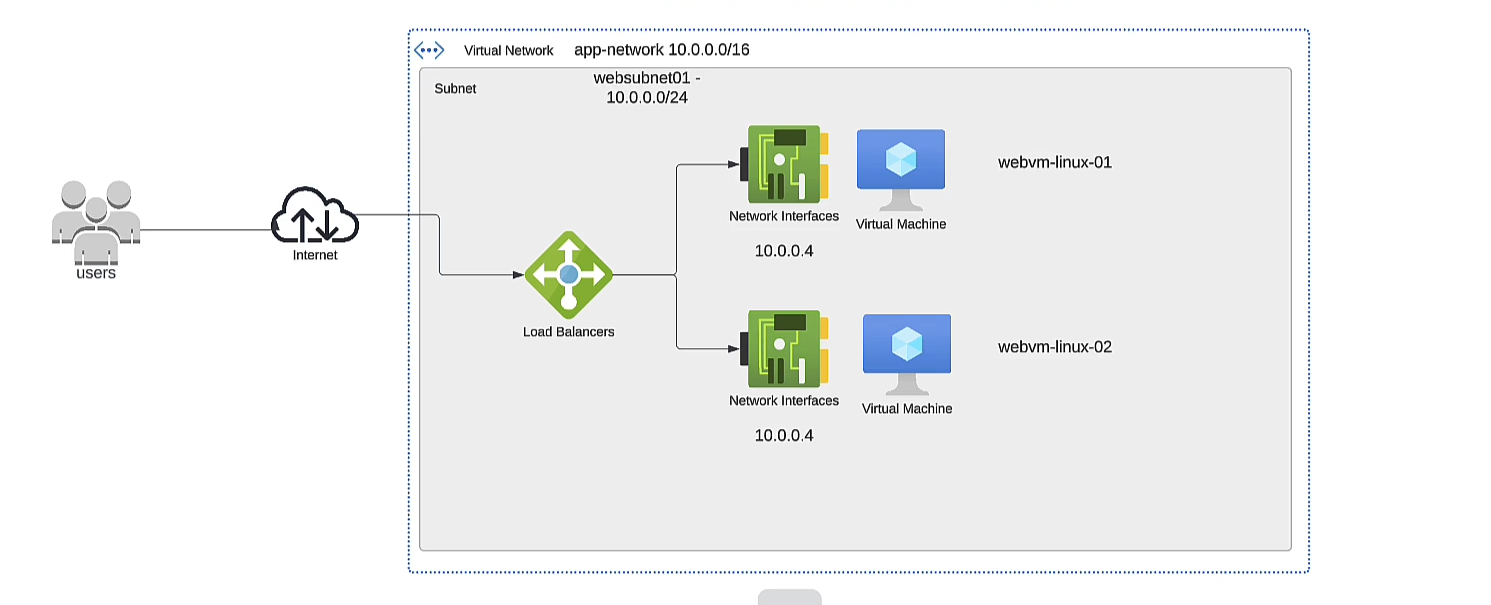 Virtual Network app-network 10.0.0.0/16
Subnet
websubnet01 -
10.0.0.0/24
users
Internet
Load Balancers
Network Interfaces
10.0.0.4
Virtual Machine
webvm-linux-01
Network Interfaces
10.0.0.4
Virtual Machine
webvm-linux-02